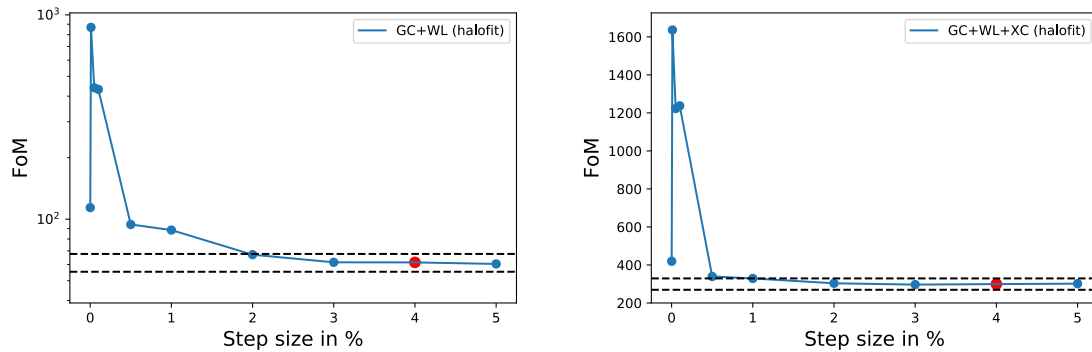 10³
10²
FoM
GC+WL (halofit)
0 1 2 3 4 5
Step size in %
1600
1400
1200
1000
800
600
400
200
FoM
GC+WL+XC (halofit)
0 1 2 3 4 5
Step size in %